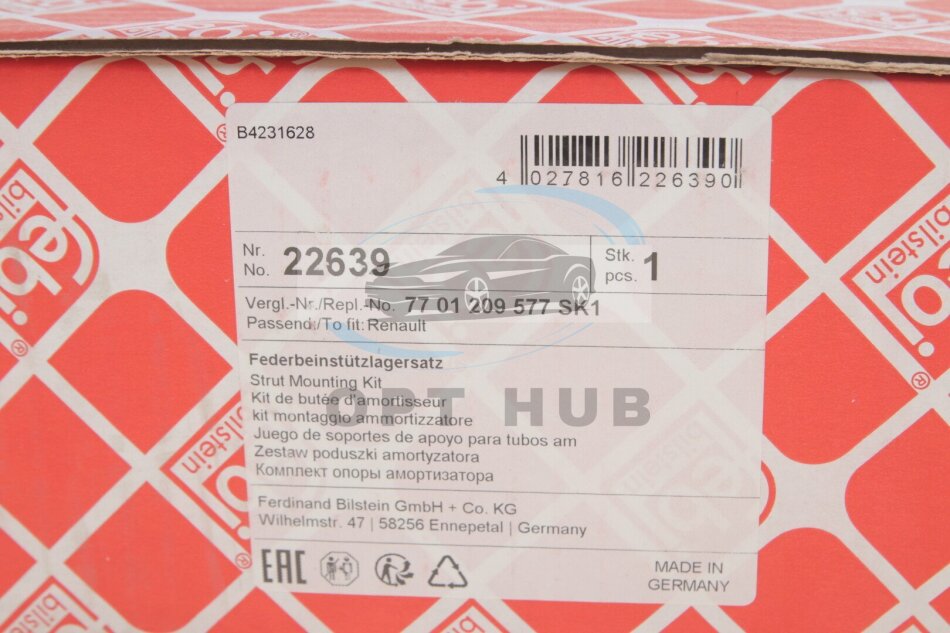 B4231628
4 027816 226390
Nr.
No. 22639
Stk.
pcs. 1
Vergl.-Nr./Repl.-No. 77 01 209 577 SK1
Passend./To fit: Renault
Federbeinstützlagersatz
Strut Mounting Kit
Kit de butée d'amortisseur
kit montaggio ammortizzatore
Juego de soportes de apoyo para tubos am
Zestaw poduszki amortyzatora
Комплект опоры амортизатора
OPT HUB
Ferdinand Bilstein GmbH + Co. KG
Wilhelmstr. 47 | 58256 Ennepetal | Germany
EAC
MADE IN
GERMANY
febi
bilstein
febi
bilstein
bilstein